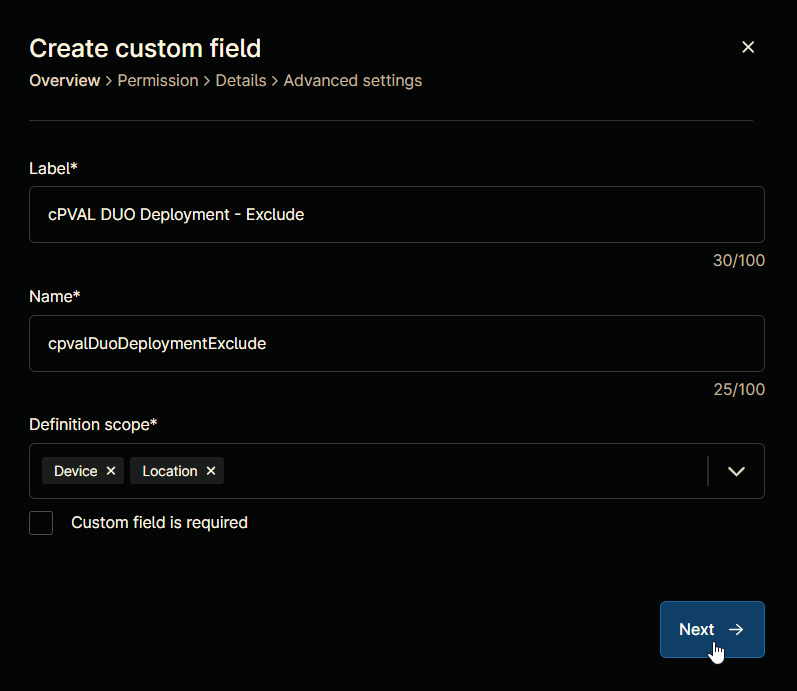 Create custom field
Overview > Permission > Details > Advanced settings
Label*
cPVAL DUO Deployment - Exclude
30/100
Name*
cpvalDuoDeploymentExclude
25/100
Definition scope*
Device × Location ×
Custom field is required
Next →